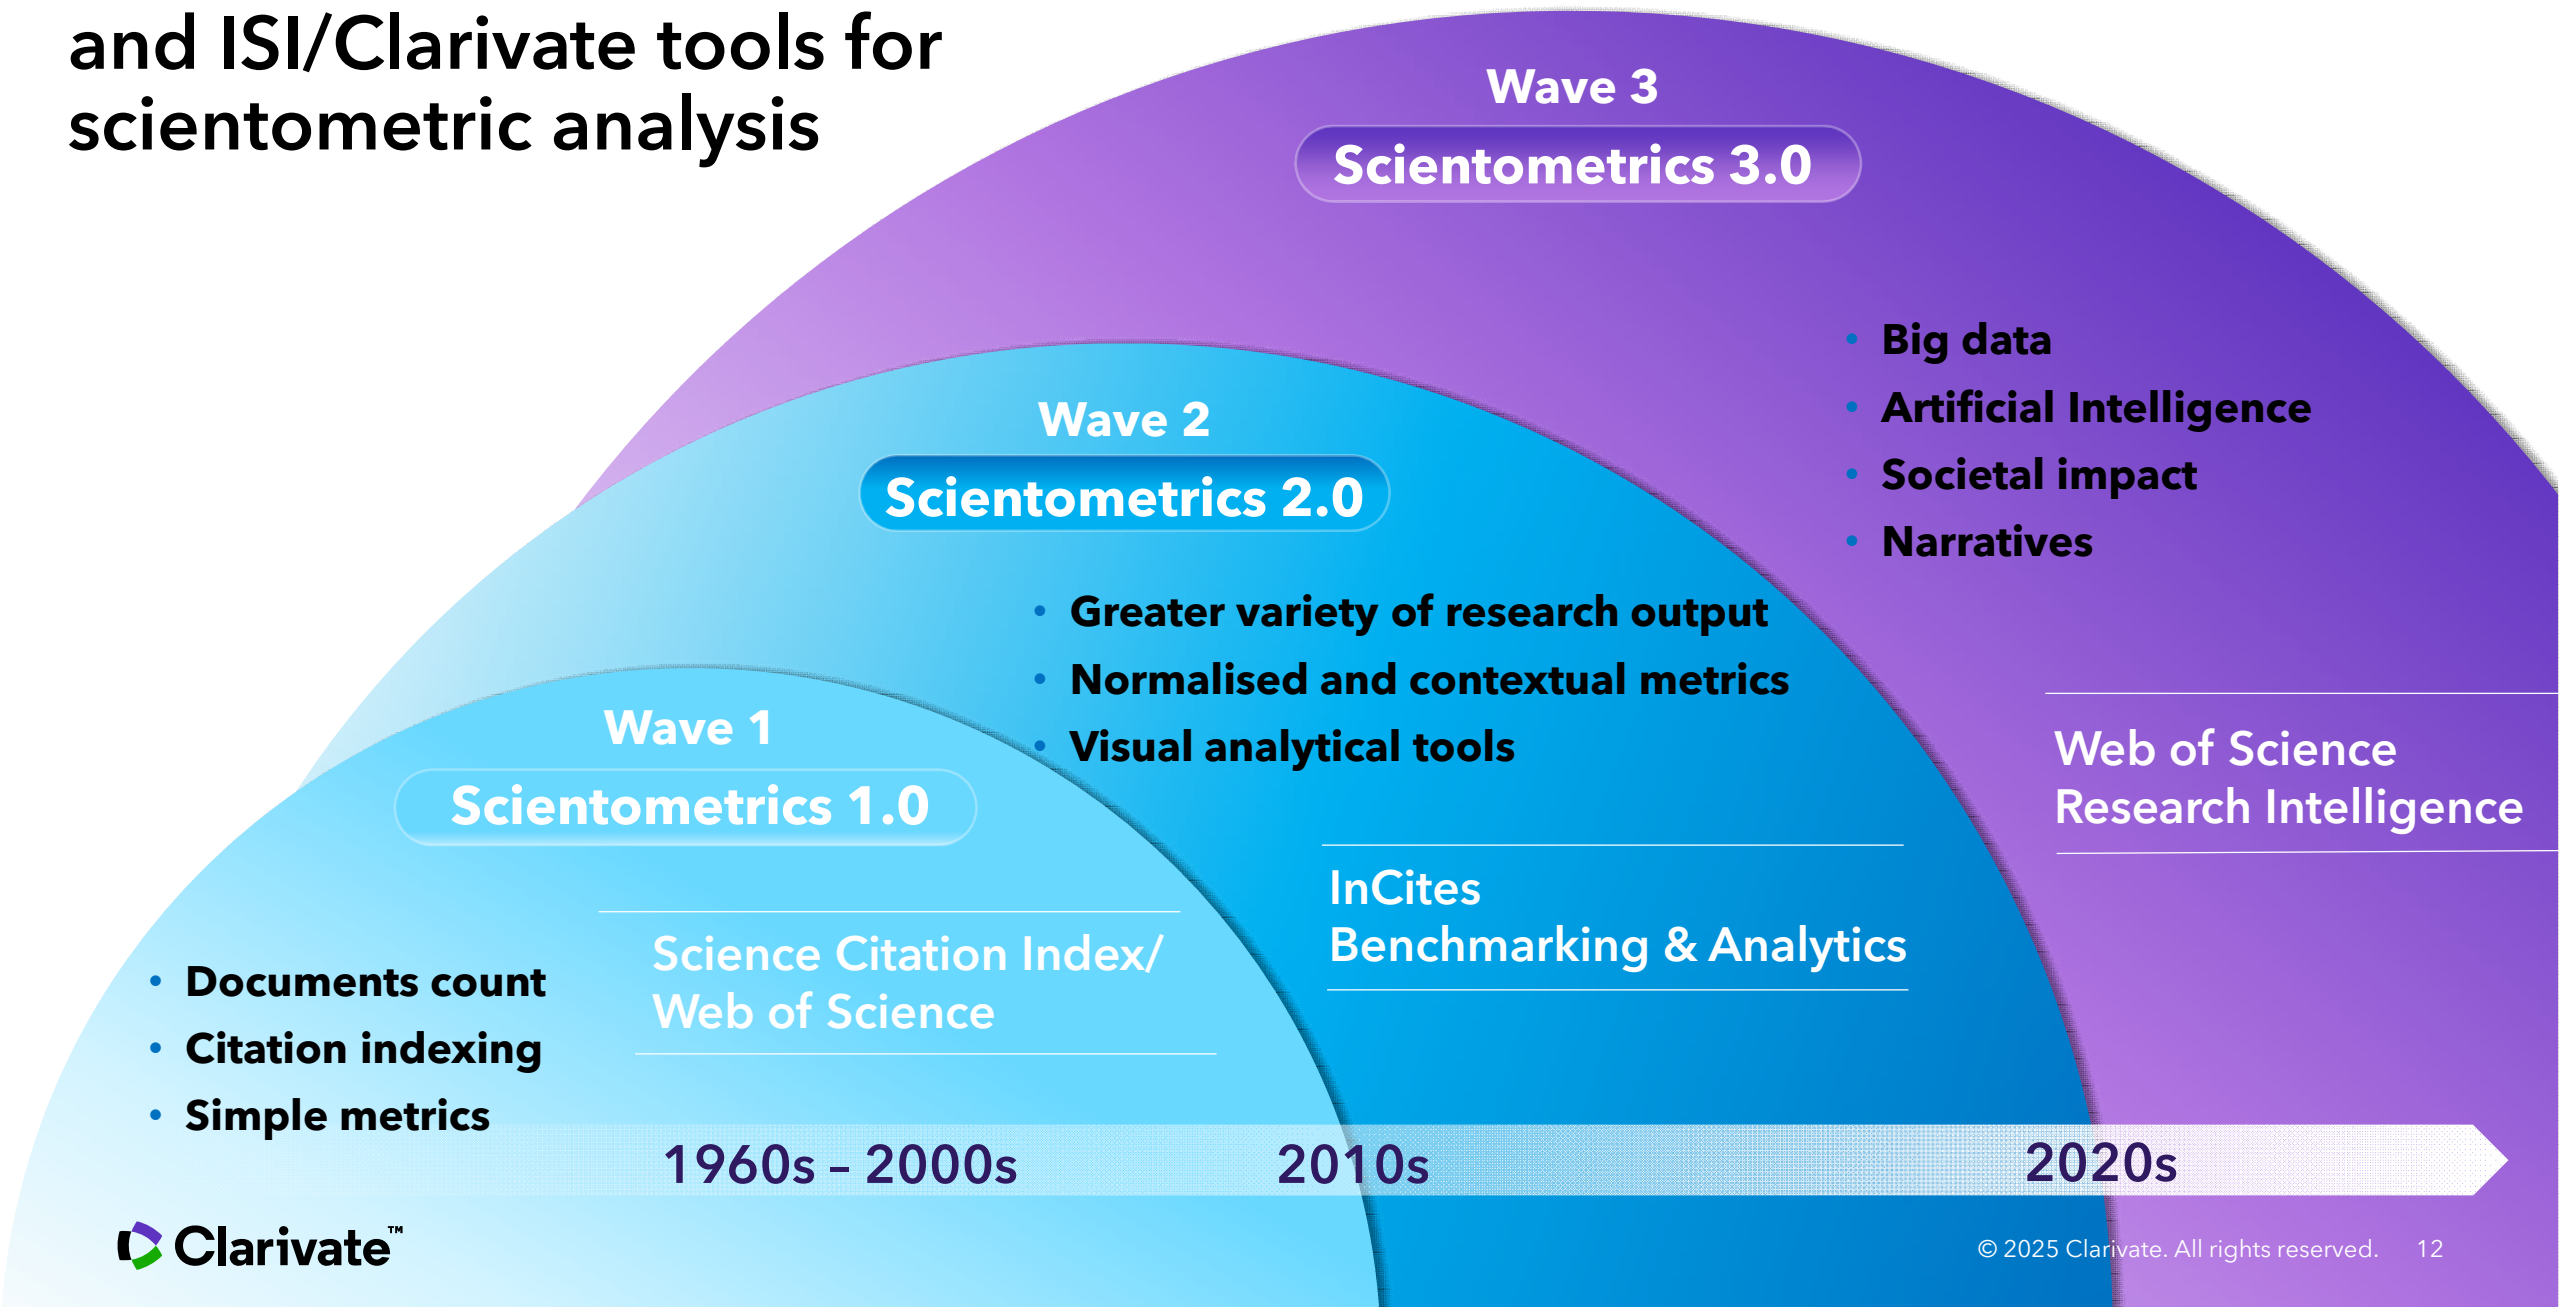 and ISI/Clarivate tools for
scientometric analysis
Wave 3
Scientometrics 3.0
• Big data
• Artificial Intelligence
• Societal impact
• Narratives
Web of Science
Research Intelligence
Wave 2
Scientometrics 2.0
• Greater variety of research output
• Normalised and contextual metrics
• Visual analytical tools
InCites
Benchmarking & Analytics
Wave 1
Scientometrics 1.0
• Documents count
• Citation indexing
• Simple metrics
Science Citation Index/
Web of Science
1960s – 2000s
2010s
2020s
Clarivate™
© 2025 Clarivate. All rights reserved. 12